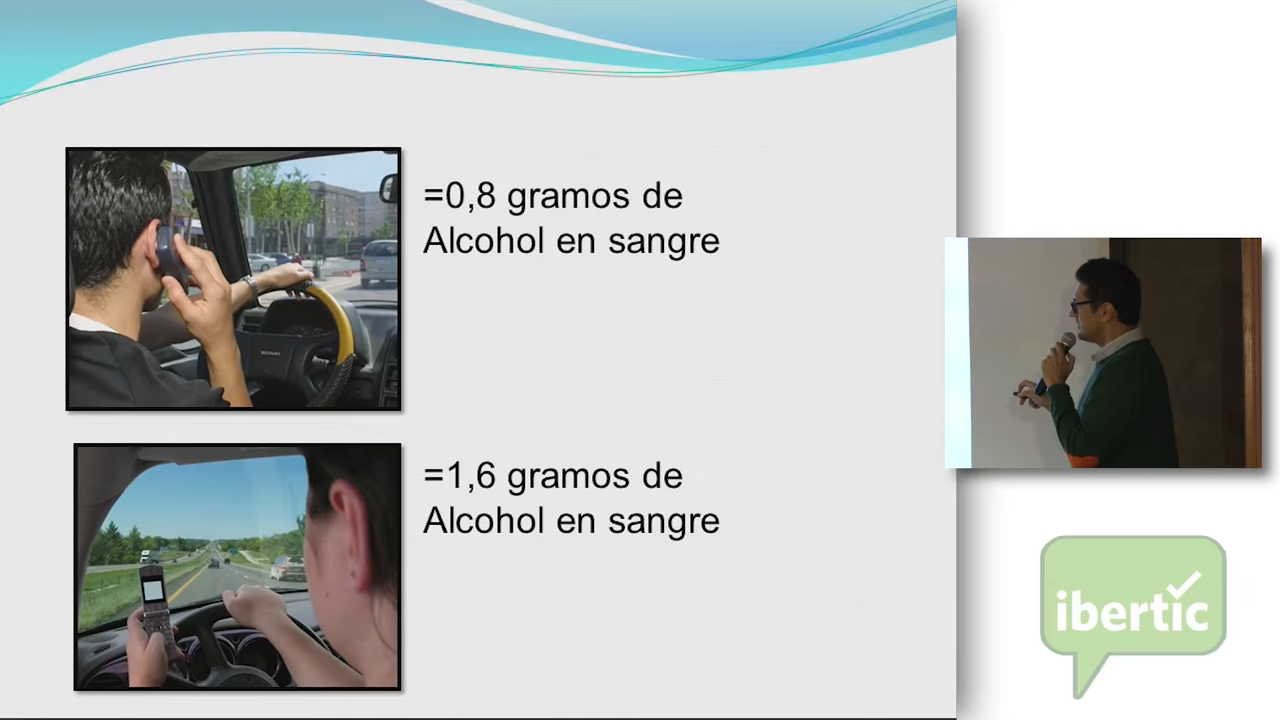 =0,8 gramos de
Alcohol en sangre
=1,6 gramos de
Alcohol en sangre
ibertic